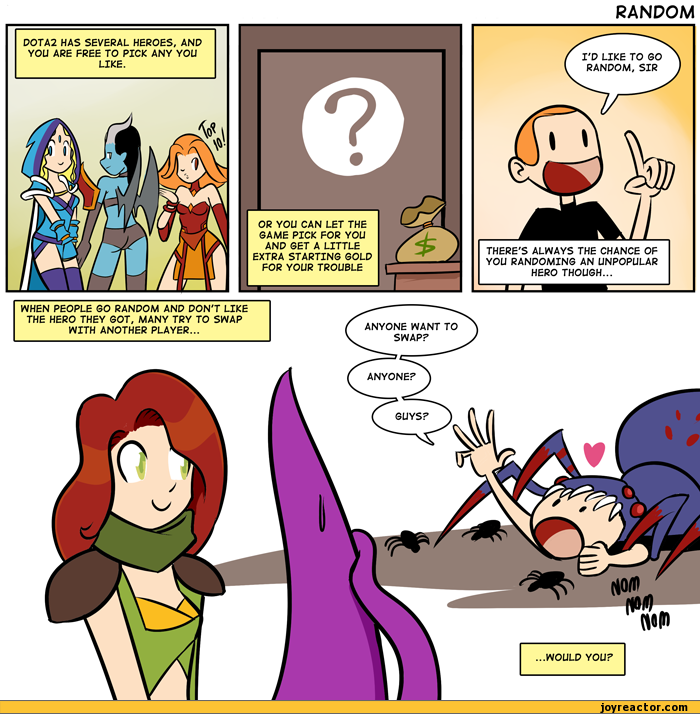 RANDOM
DOTA2 HAS SEVERAL HEROES, AND
YOU ARE FREE TO PICK ANY YOU
LIKE.
TOP
10!
?
OR YOU CAN LET THE
GAME PICK FOR YOU
AND GET A LITTLE
EXTRA STARTING GOLD
FOR YOUR TROUBLE
$
I'D LIKE TO GO
RANDOM, SIR
THERE'S ALWAYS THE CHANCE OF
YOU RANDOMING AN UNPOPULAR
HERO THOUGH...
WHEN PEOPLE GO RANDOM AND DON'T LIKE
THE HERO THEY GOT, MANY TRY TO SWAP
WITH ANOTHER PLAYER...
ANYONE WANT TO
SWAP?
ANYONE?
GUYS?
NOM
NOM
NOM
...WOULD YOU?
joyreactor.com